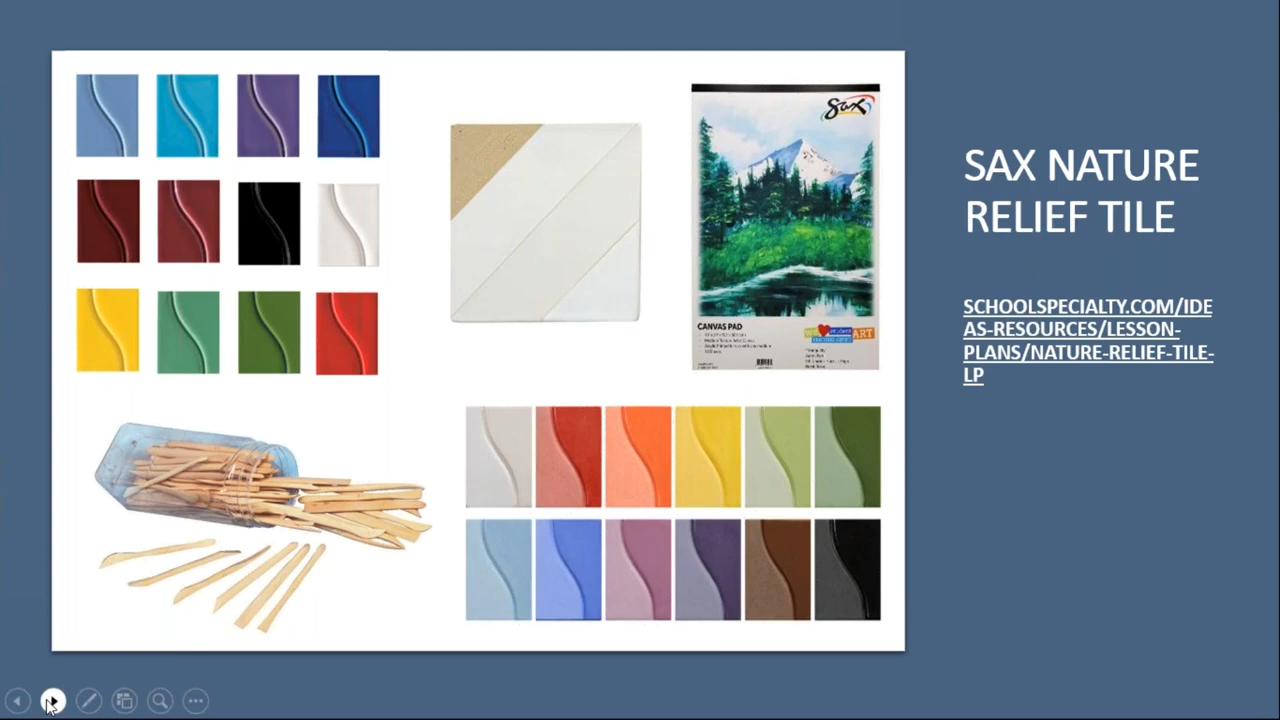 SAX NATURE
RELIEF TILE
SCHOOLSPECIALTY.COM/IDE
AS-RESOURCES/LESSON-
PLANS/NATURE-RELIEF-TILE-
LP
Sax
CANVAS PAD
ART